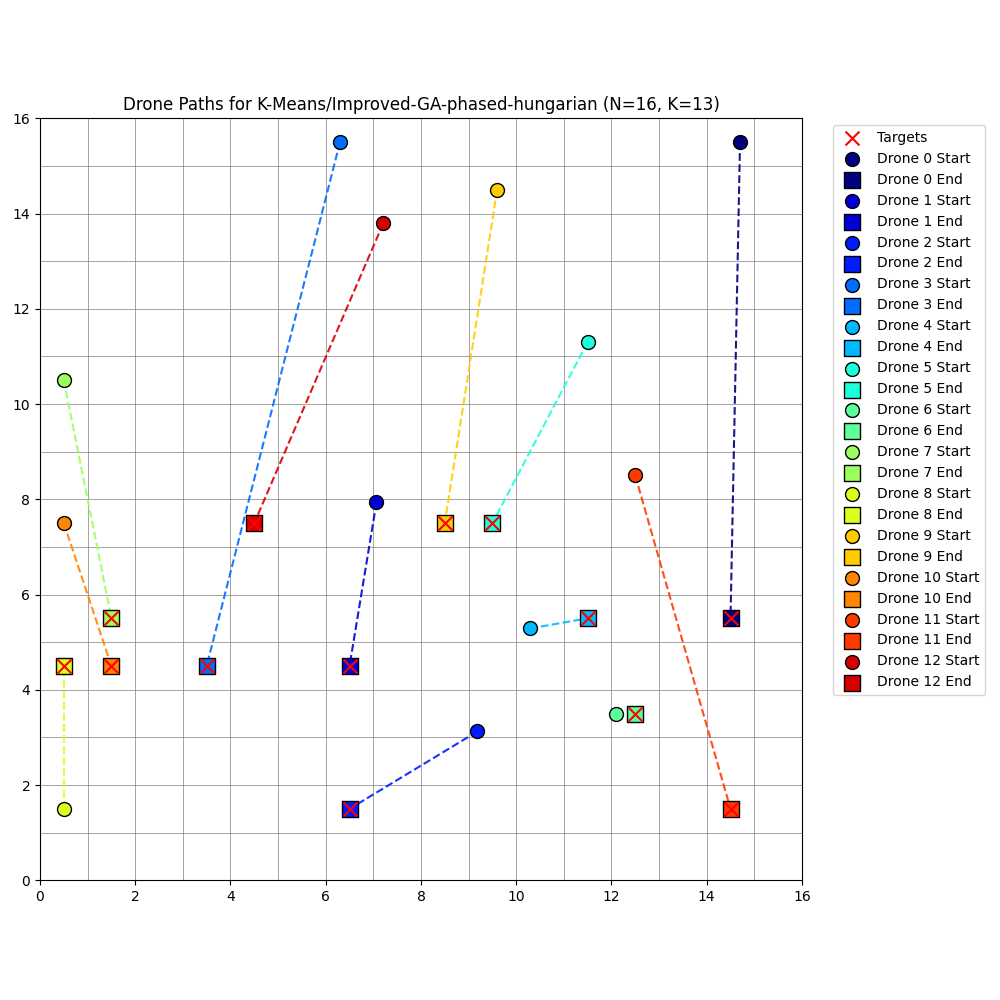 Drone Paths for K-Means/Improved-GA-phased-hungarian (N=16, K=13)
16
14
12
10
8
6
4
2
0
0 2 4 6 8 10 12 14 16
Targets
Drone 0 Start
Drone 0 End
Drone 1 Start
Drone 1 End
Drone 2 Start
Drone 2 End
Drone 3 Start
Drone 3 End
Drone 4 Start
Drone 4 End
Drone 5 Start
Drone 5 End
Drone 6 Start
Drone 6 End
Drone 7 Start
Drone 7 End
Drone 8 Start
Drone 8 End
Drone 9 Start
Drone 9 End
Drone 10 Start
Drone 10 End
Drone 11 Start
Drone 11 End
Drone 12 Start
Drone 12 End